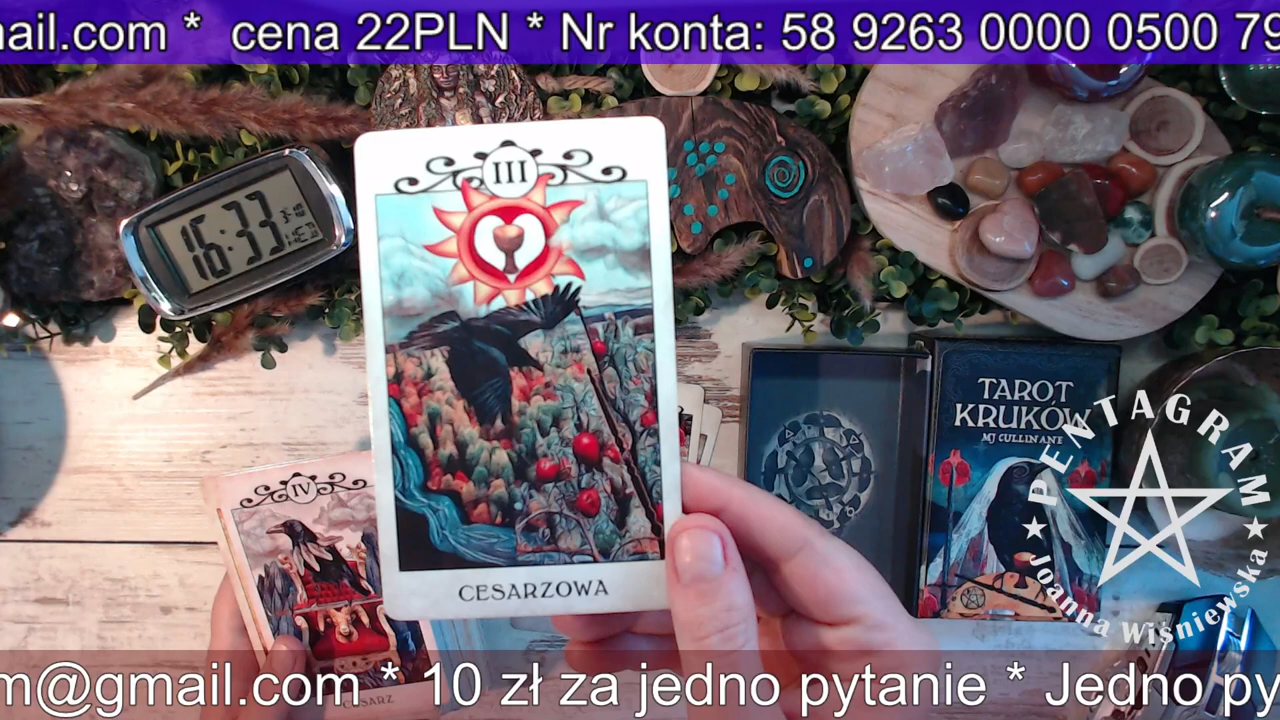 ail.com * cena 22PLN * Nr konta: 58 9263 0000 0500 79
III
16:33
IV
TAROT
KRUKÓW
MJ CULLINANE
PENTAGRAM
Joanna Wiśniewska
CESARZOWA
CESARZ
m@gmail.com * 10 zł za jedno pytanie * Jedno py